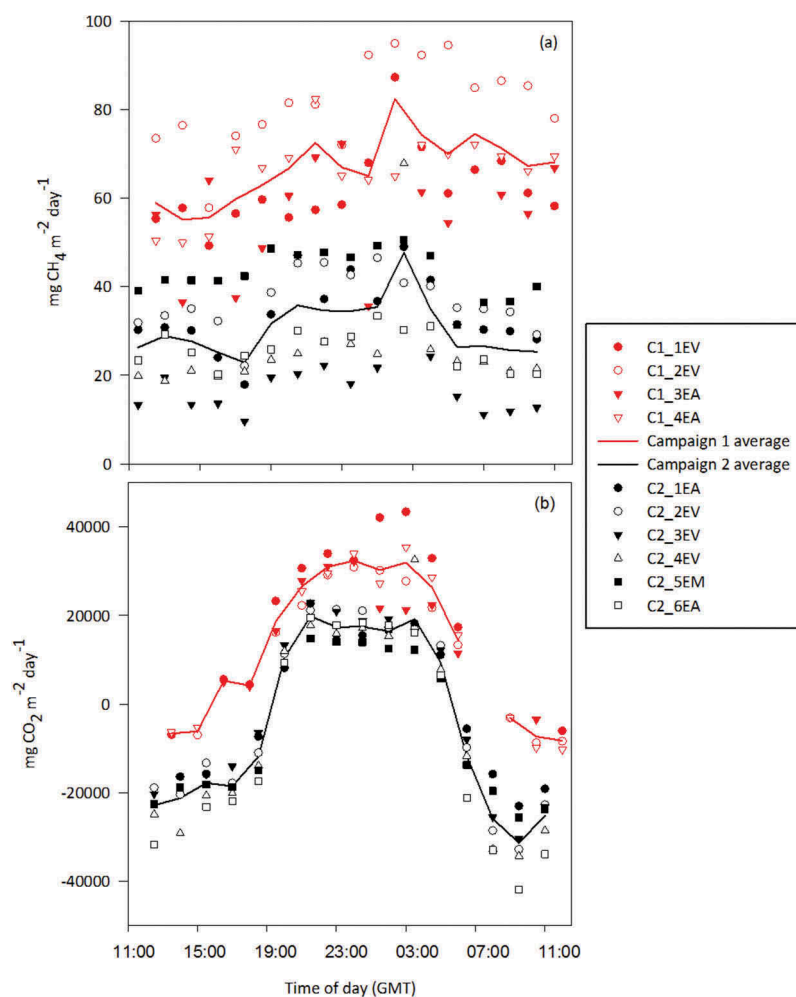 100
(a)
80
60
40
20
0
mg CH4 m-2 day-1
C1_1EV
C1_2EV
C1_3EA
C1_4EA
Campaign 1 average
Campaign 2 average
C2_1EA
C2_2EV
C2_3EV
C2_4EV
C2_5EM
C2_6EA
(b)
40000
20000
0
-20000
-40000
mg CO2 m-2 day-1
11:00 15:00 19:00 23:00 03:00 07:00 11:00
Time of day (GMT)